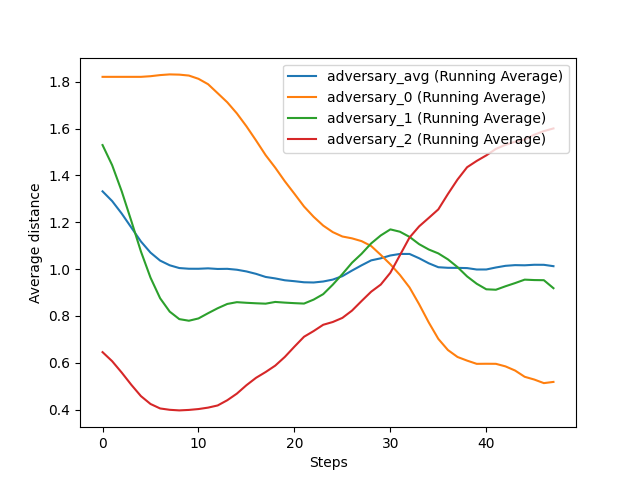 adversary_avg (Running Average)
adversary_0 (Running Average)
adversary_1 (Running Average)
adversary_2 (Running Average)
Average distance
1.8
1.6
1.4
1.2
1.0
0.8
0.6
0.4
0
10
20
30
40
Steps